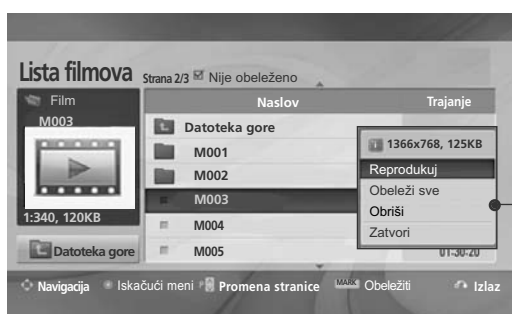 Lista filmova Strana 2/3 Nije obeleženo
Film
M003
1:340, 120KB
Datoteka gore
Naslov Trajanje
Datoteka gore
M001
M002
M003
M004
M005 01:30:20
1366x768, 125KB
Reprodukuj
Obeleži sve
Obriši
Zatvori
Navigacija Iskačući meni Promena stranice MARK Obeležiti Izlaz